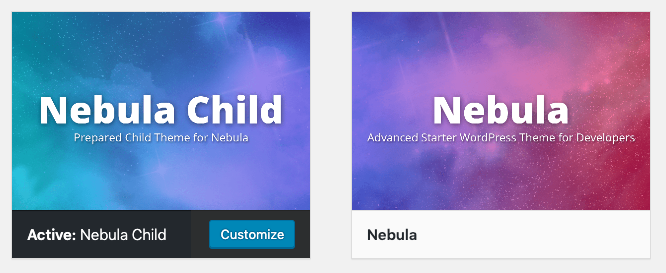 Nebula Child
Prepared Child Theme for Nebula
Active: Nebula Child
Customize
Nebula
Advanced Starter WordPress Theme for Developers
Nebula